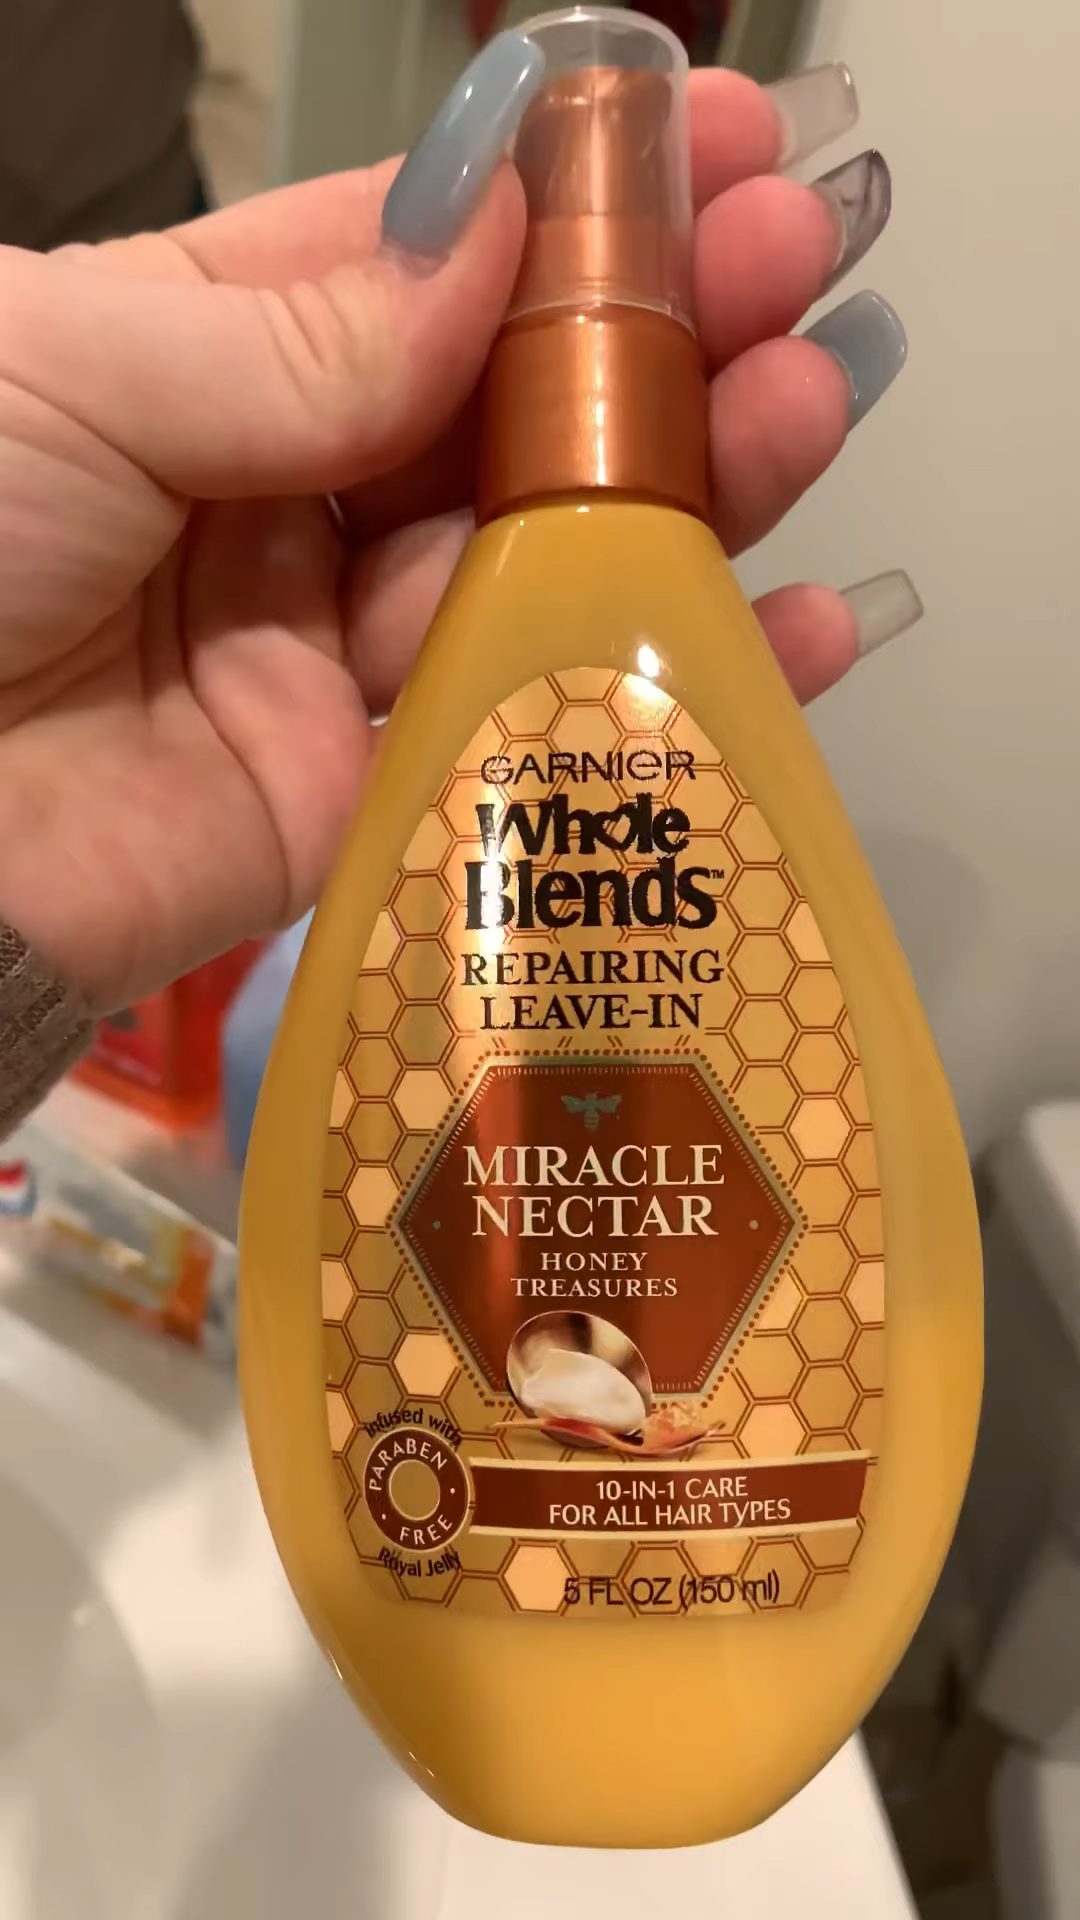 GARNIER
Whole
Blends™
REPAIRING
LEAVE-IN
MIRACLE
NECTAR
HONEY
TREASURES
infused with
PARABEN
FREE
Royal Jelly
10-IN-1 CARE
FOR ALL HAIR TYPES
5 FL OZ (150 ml)